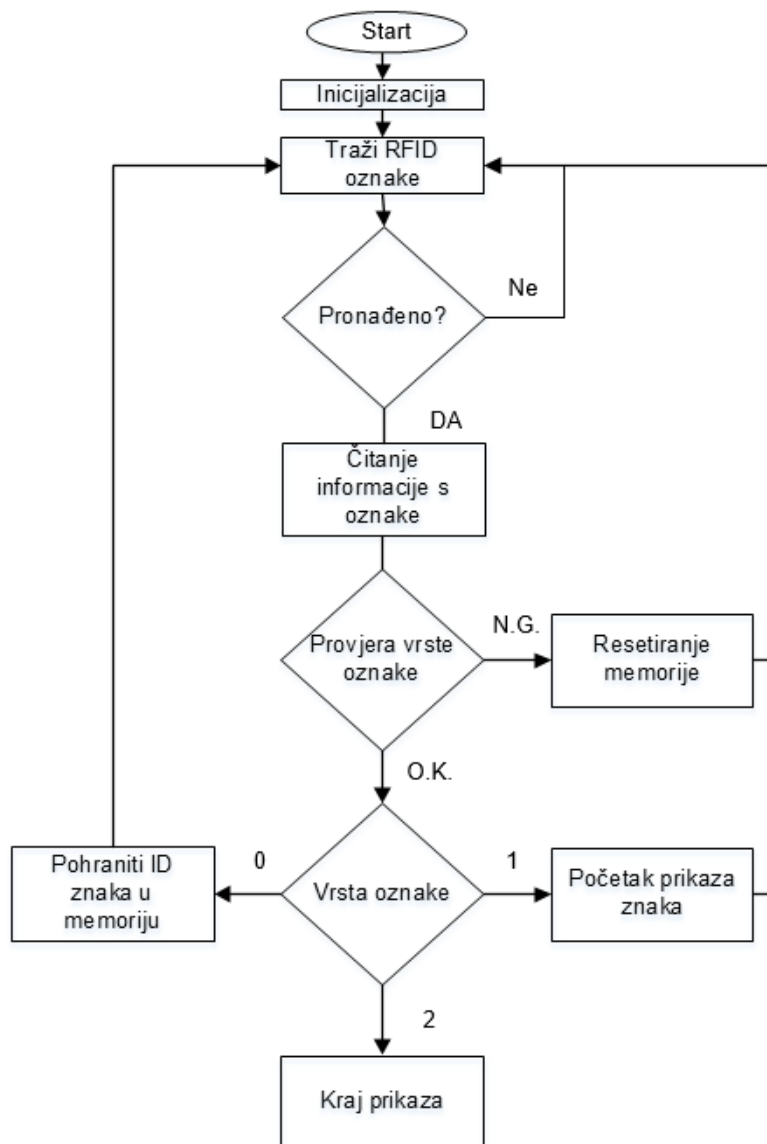 Start
Inicijalizacija
Traži RFID
oznake
Pronađeno?
Ne
DA
Čitanje
informacije s
oznake
Provjera vrste
oznake
N.G.
Resetiranje
memorije
O.K.
Pohraniti ID
znaka u
memoriju
0
Vrsta oznake
1
Početak prikaza
znaka
2
Kraj prikaza